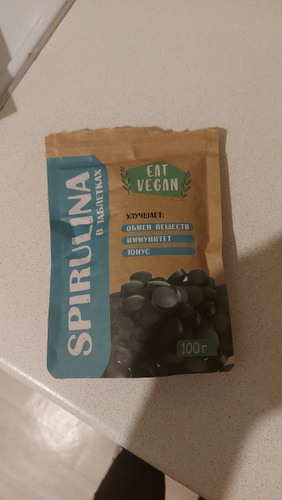 EAT
VEGAN
SPIRULINA
В ТАБЛЕТКАХ
УЛУЧШАЕТ:
ОБМЕН ВЕЩЕСТВ
ИММУНИТЕТ
ТОНУС
100 г